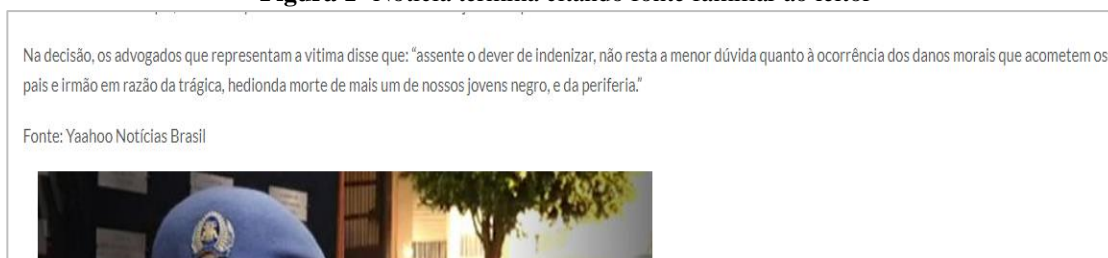 Na decisão, os advogados que representam a vitima disse que: “assente o dever de indenizar, não resta a menor dúvida quanto à ocorrência dos danos morais que acometem os
pais e irmão em razão da trágica, hedionda morte de mais um de nossos jovens negro, e da periferia.”
Fonte: Yaahoo Notícias Brasil